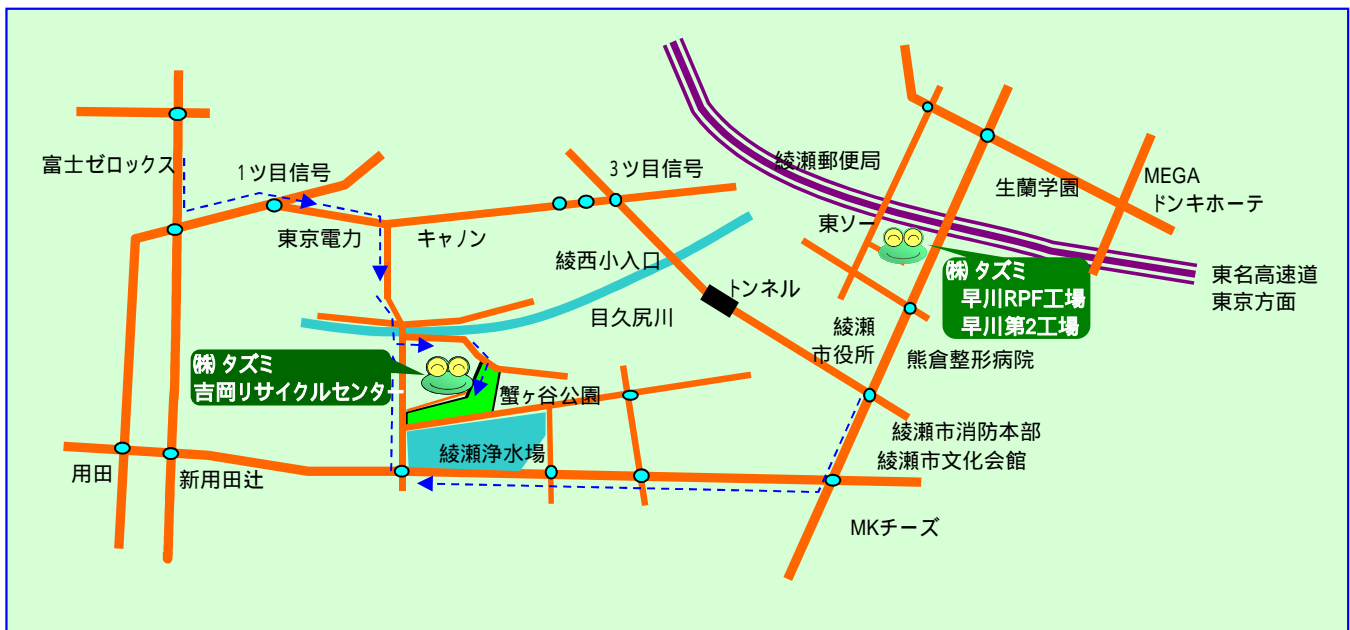 富士ゼロックス
1ツ目信号
3ツ目信号
東京電力
キャノン
綾瀬郵便局
東ソー
生蘭学園
MEGA
ドンキホーテ
綾西小入口
トンネル
目久尻川
㈱ タズミ
早川RPF工場
早川第2工場
東名高速道
東京方面
綾瀬
市役所
熊倉整形病院
㈱ タズミ
吉岡リサイクルセンター
蟹ヶ谷公園
綾瀬市消防本部
綾瀬市文化会館
綾瀬浄水場
用田
新用田辻
MKチーズ